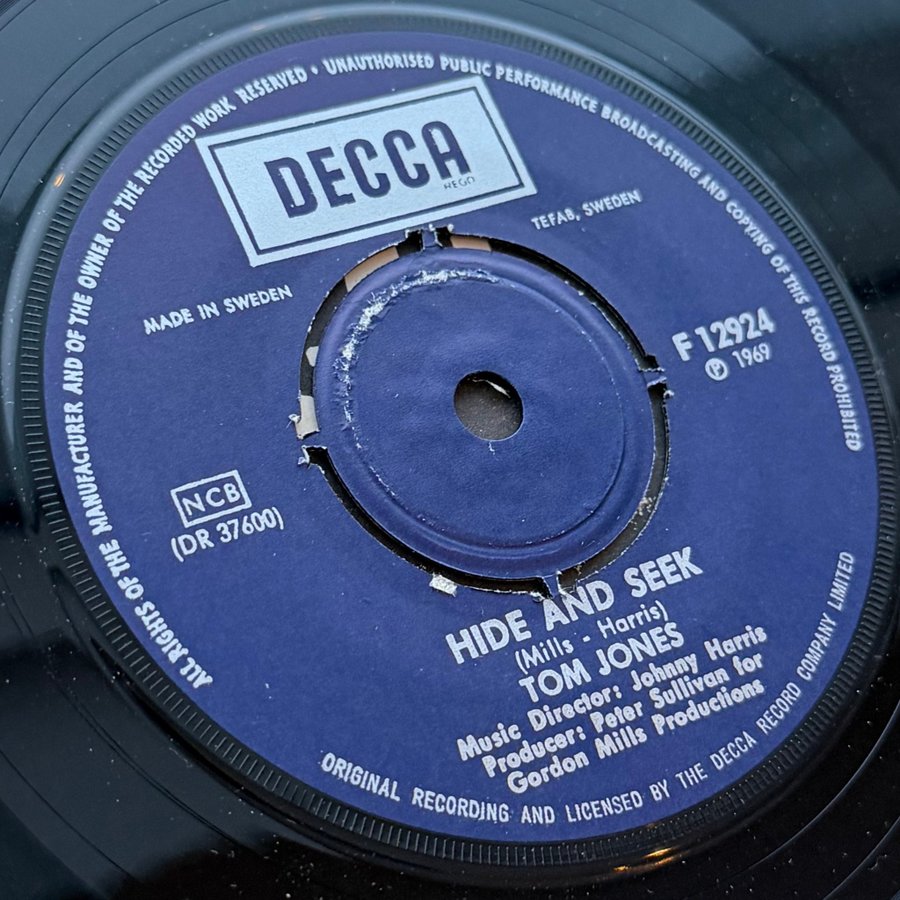 ALL RIGHTS OF THE MANUFACTURER AND OF THE OWNER OF THE RECORDED WORK RESERVED • UNAUTHORISED PUBLIC PERFORMANCE BROADCASTING AND COPYING OF THIS RECORD PROHIBITED
DECCA
REGD
TEFAB, SWEDEN
MADE IN SWEDEN
F 12924
℗ 1969
NCB
(DR 37600)
HIDE AND SEEK
(Mills - Harris)
TOM JONES
Music Director: Johnny Harris
Producer: Peter Sullivan for
Gordon Mills Productions
ORIGINAL RECORDING AND LICENSED BY THE DECCA RECORD COMPANY LIMITED